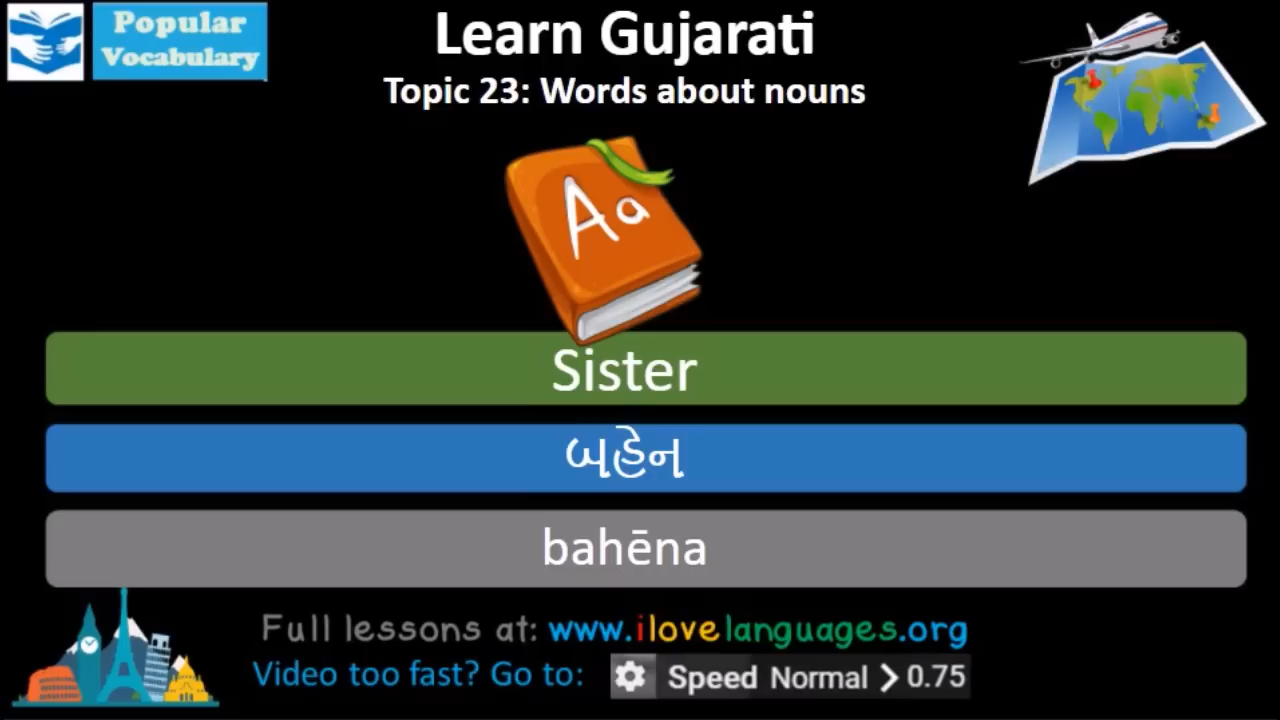 Popular
Vocabulary
Learn Gujarati
Topic 23: Words about nouns
Aa
Sister
બહેન
bahēna
Full lessons at: www.ilovelanguages.org
Video too fast? Go to: Speed Normal > 0.75